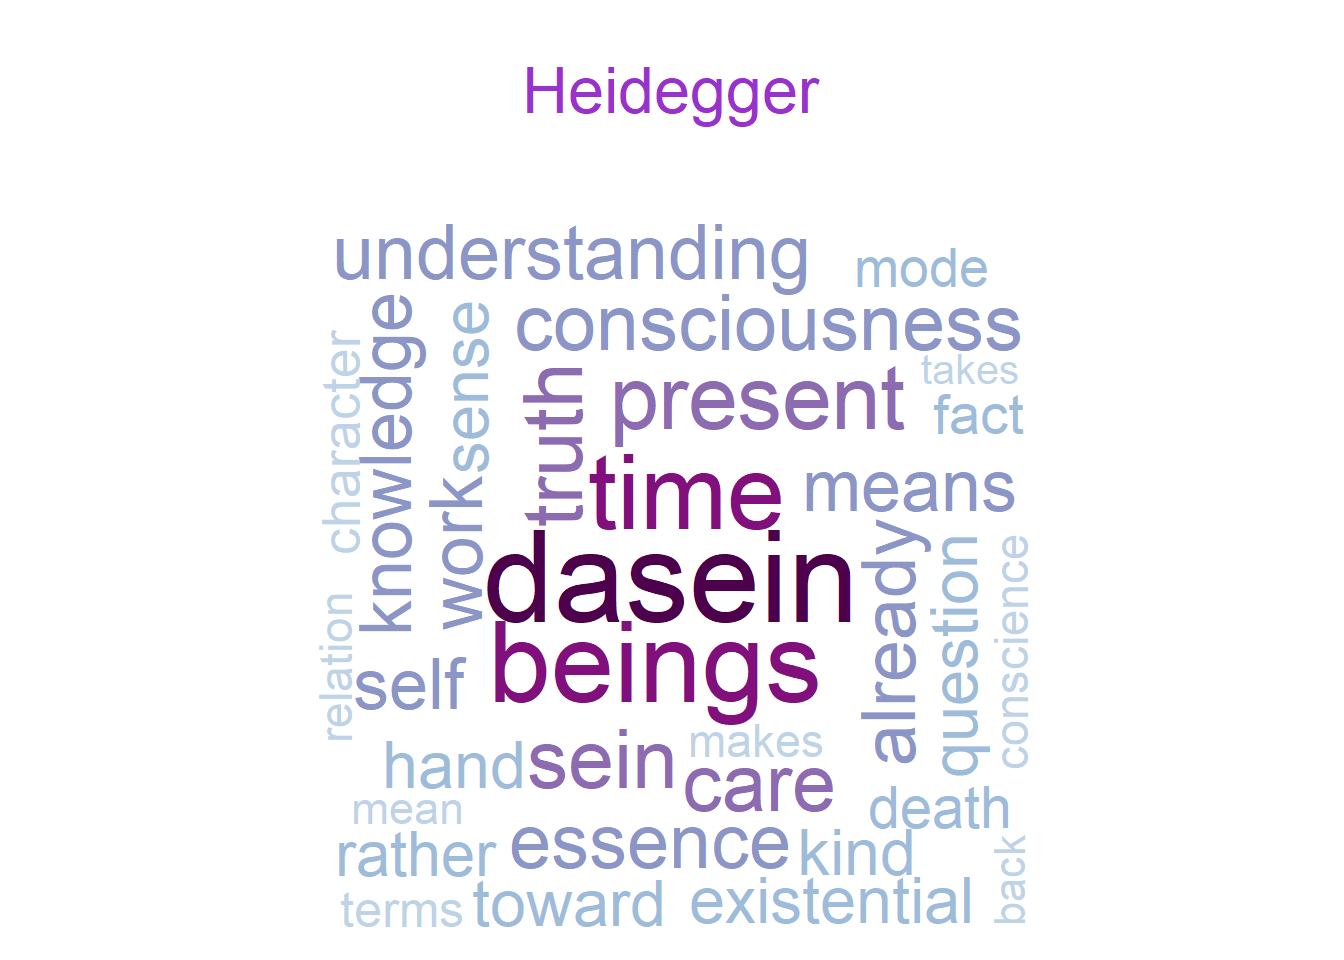 Heidegger
understanding
mode
consciousness
knowledge
sense
character
truth
present
takes
fact
time
means
work
dasein
already
question
conscience
relation
self
beings
makes
hand
sein
care
mean
death
rather
essence
kind
back
terms
toward
existential